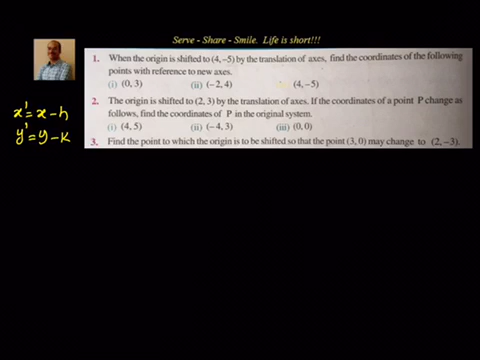 Serve - Share - Smile. Life is short!!!
1. When the origin is shifted to (4, –5) by the translation of axes, find the coordinates of the following
points with reference to new axes.
(i) (0, 3) (ii) (–2, 4) (4, –5)
2. The origin is shifted to (2, 3) by the translation of axes. If the coordinates of a point P change as
follows, find the coordinates of P in the original system.
(i) (4, 5) (ii) (–4, 3) (iii) (0, 0)
3. Find the point to which the origin is to be shifted so that the point (3, 0) may change to (2, –3).
x' = x – h
y' = y – k